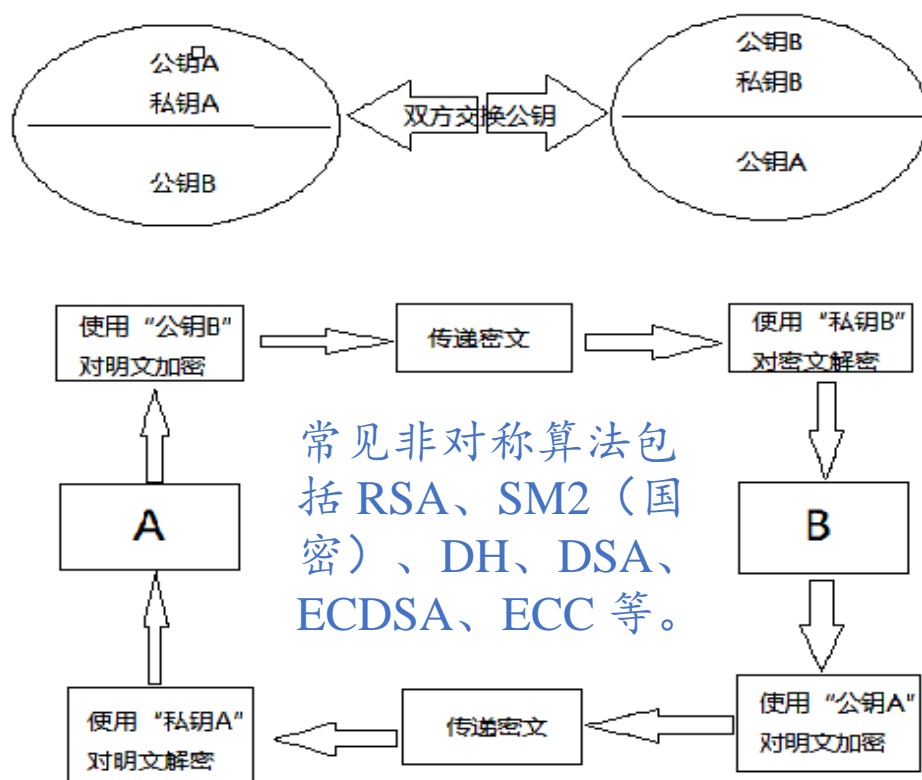 公钥A
私钥A
公钥B
双方交换公钥
公钥B
私钥B
公钥A
使用“公钥B”
对明文加密
传递密文
使用“私钥B”
对密文解密
A
常见非对称算法包
括 RSA、SM2（国
密）、DH、DSA、
ECDSA、ECC 等。
B
使用“私钥A”
对明文解密
传递密文
使用“公钥A”
对明文加密